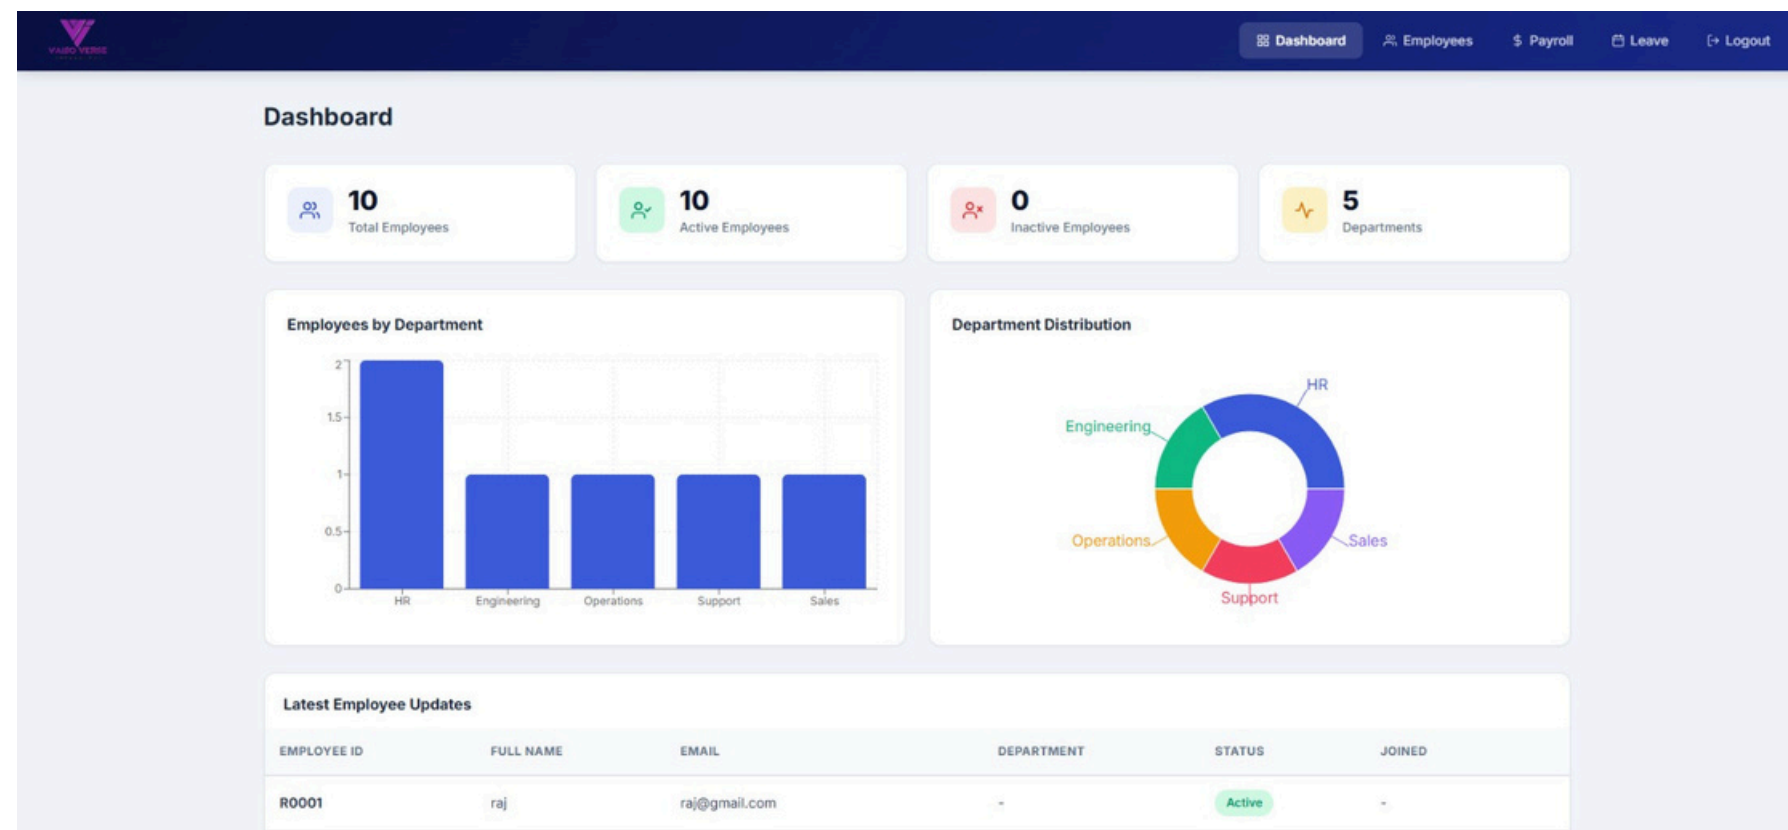 VAIBO VERSE
Dashboard
Employees
$ Payroll
Leave
Logout
Dashboard
10
Total Employees
10
Active Employees
0
Inactive Employees
5
Departments
Employees by Department
2
1.5
1
0.5
0
HR
Engineering
Operations
Support
Sales
Department Distribution
HR
Engineering
Operations
Sales
Support
Latest Employee Updates
EMPLOYEE ID FULL NAME EMAIL DEPARTMENT STATUS JOINED
R0001 raj raj@gmail.com - Active -